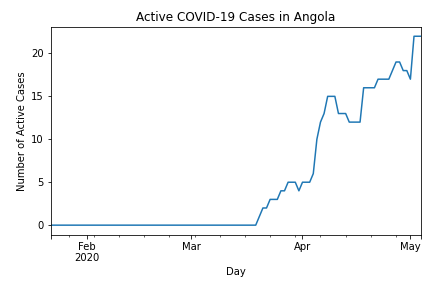 Active COVID-19 Cases in Angola
Number of Active Cases
20
15
10
5
0
Feb
2020
Mar
Apr
May
Day